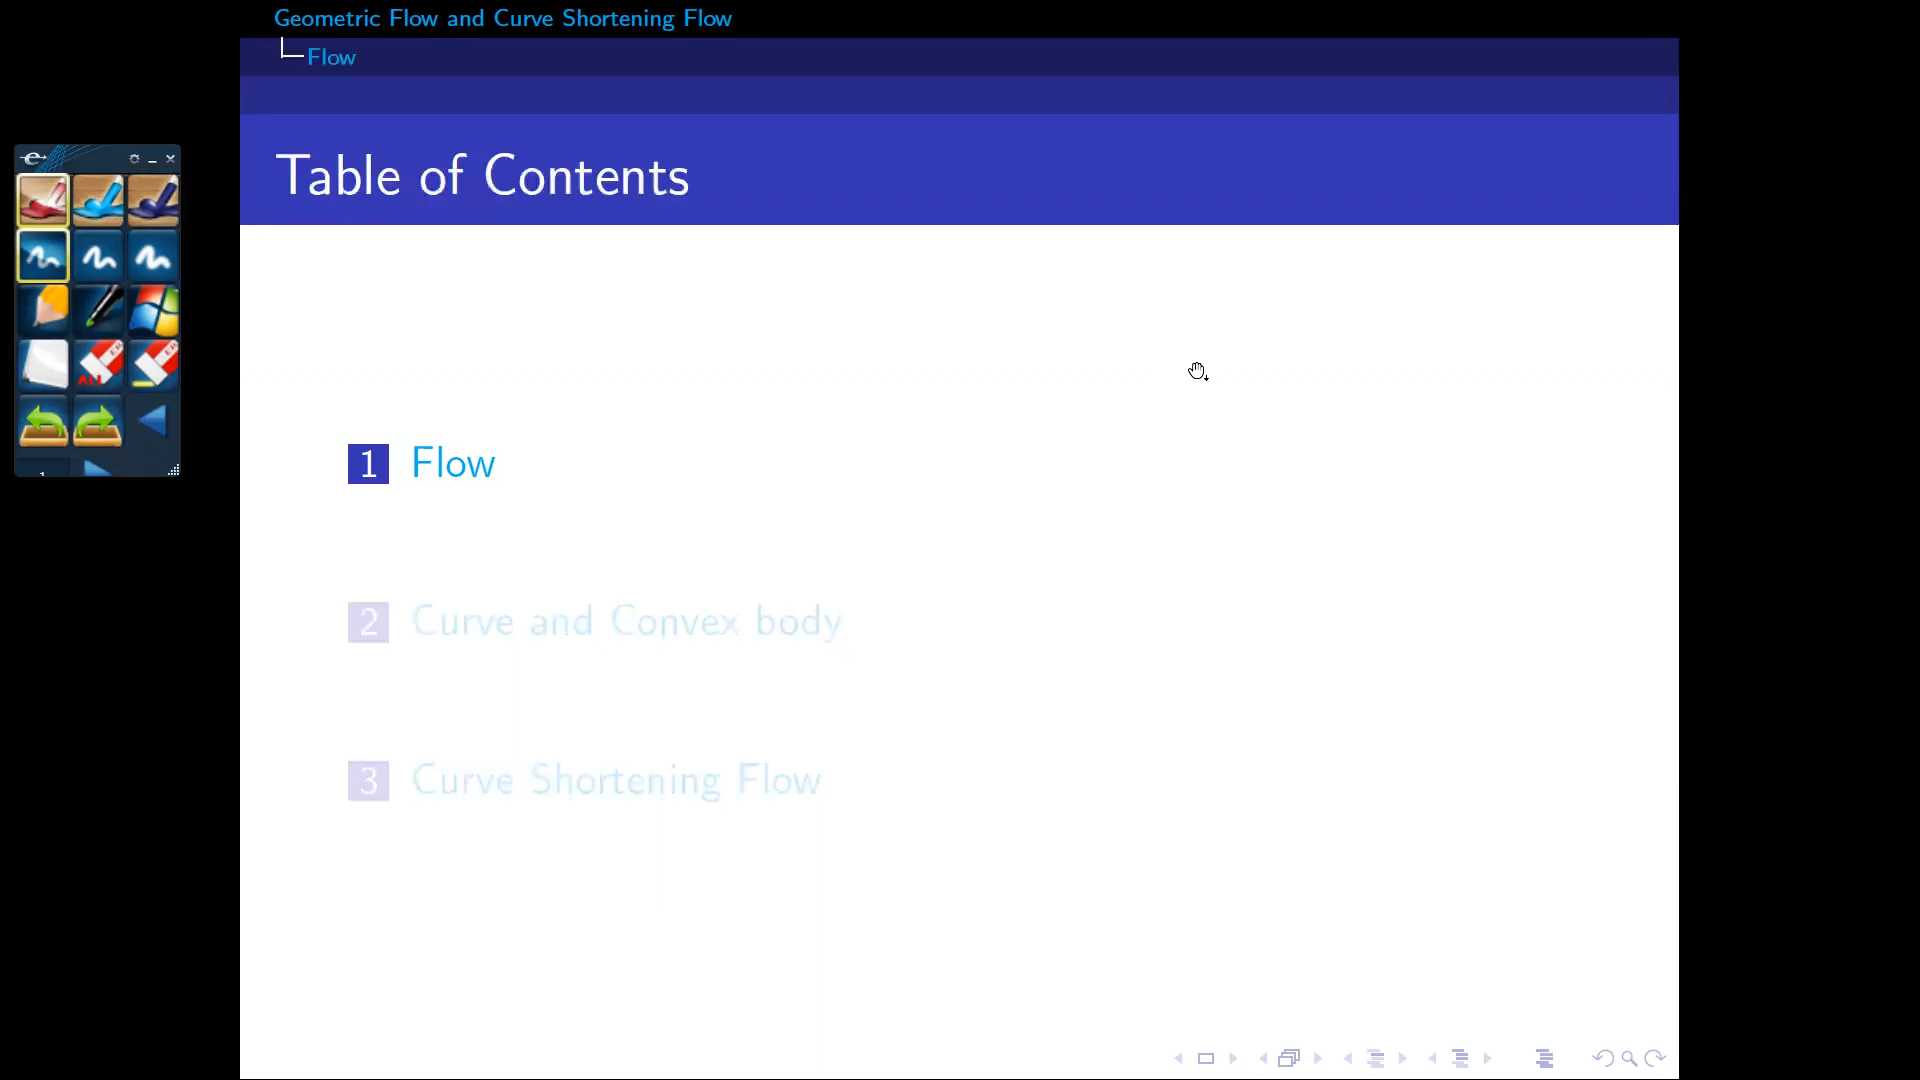 Geometric Flow and Curve Shortening Flow
Flow
Table of Contents
1 Flow
2 Curve and Convex body
3 Curve Shortening Flow
ALL